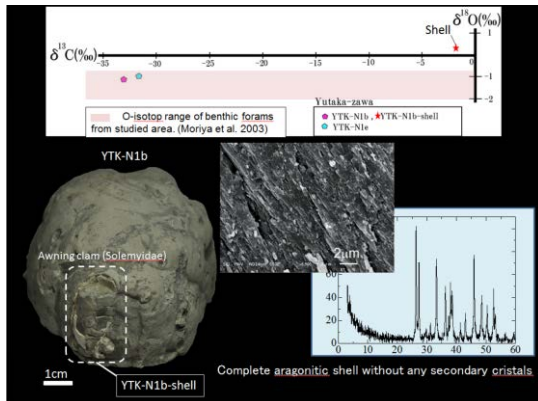 δ18O(‰)
Shell
δ13C(‰)
-35 -30 -25 -20 -15 -10 -5 0
-1
-2
Yutaka-zawa
O-isotop range of benthic forams
from studied area. (Moriya et al. 2003)
YTK-N1b , YTK-N1b-shell
YTK-N1e
YTK-N1b
Awning clam (Solemyidae)
2μm
0 10 20 30 40 50 60
1cm
YTK-N1b-shell
Complete aragonitic shell without any secondary cristals